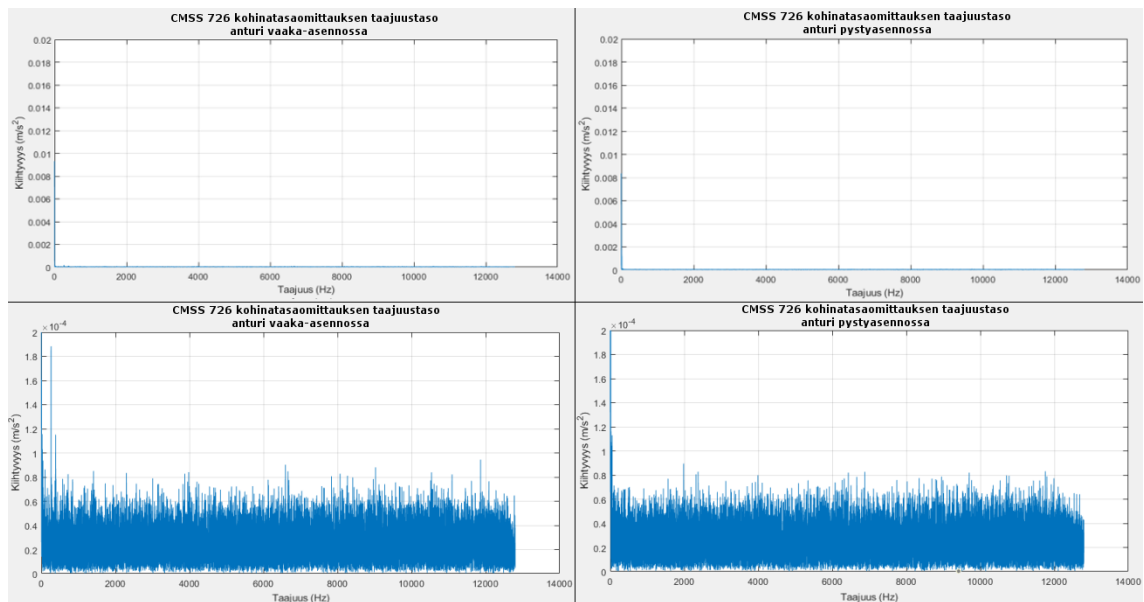 CMSS 726 kohinatasaomittauksen taajuustaso
anturi vaaka-asennossa
0.02
0.018
0.016
0.014
0.012
0.01
0.008
0.006
0.004
0.002
0
Kiihtyvyys (m/s²)
0 2000 4000 6000 8000 10000 12000 14000
Taajuus (Hz)
CMSS 726 kohinatasaomittauksen taajuustaso
anturi pystyasennossa
0.02
0.018
0.016
0.014
0.012
0.01
0.008
0.006
0.004
0.002
0
Kiihtyvyys (m/s²)
0 2000 4000 6000 8000 10000 12000 14000
Taajuus (Hz)
CMSS 726 kohinatasaomittauksen taajuustaso
anturi vaaka-asennossa
×10⁻⁴
2
1.8
1.6
1.4
1.2
1
0.8
0.6
0.4
0.2
0
Kiihtyvyys (m/s²)
0 2000 4000 6000 8000 10000 12000 14000
Taajuus (Hz)
CMSS 726 kohinatasaomittauksen taajuustaso
anturi pystyasennossa
×10⁻⁴
2
1.8
1.6
1.4
1.2
1
0.8
0.6
0.4
0.2
0
Kiihtyvyys (m/s²)
0 2000 4000 6000 8000 10000 12000 14000
Taajuus (Hz)